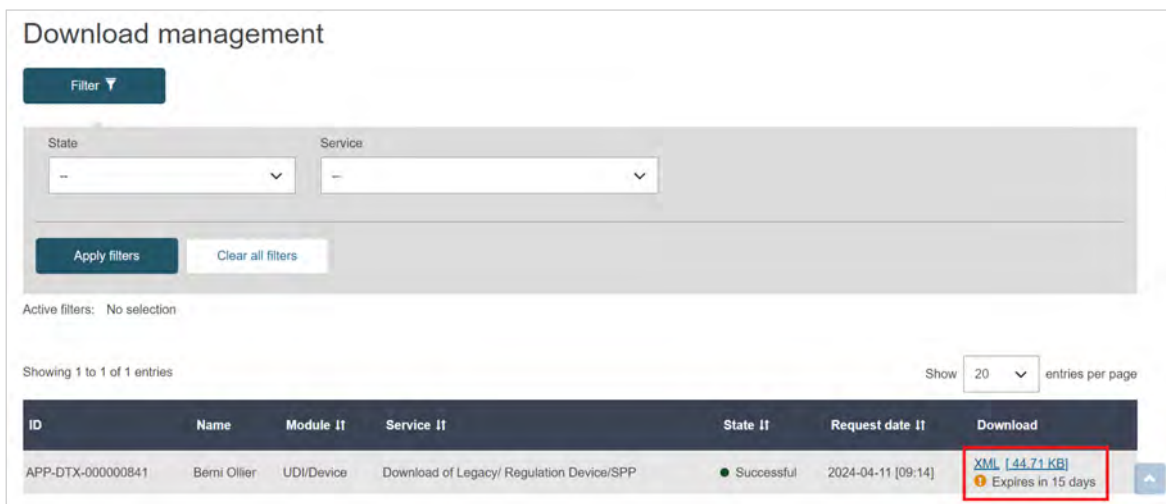 Download management
Filter
State Service
-- --
Apply filters Clear all filters
Active filters: No selection
Showing 1 to 1 of 1 entries Show 20 entries per page
ID Name Module Service State Request date Download
APP-DTX-000000841 Berni Ollier UDI/Device Download of Legacy/ Regulation Device/SPP Successful 2024-04-11 [09:14] XML [ 44.71 KB]
Expires in 15 days